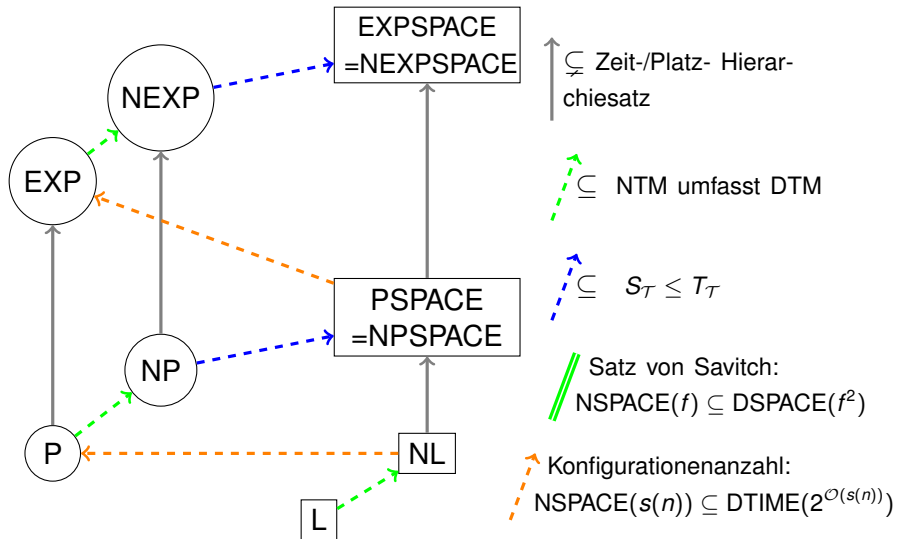 EXPSPACE
=NEXPSPACE
NEXP
EXP
PSPACE
=NPSPACE
NP
P
NL
L
⊊ Zeit-/Platz- Hierar-
chiesatz
⊆ NTM umfasst DTM
⊆ S_𝒯 ≤ T_𝒯
Satz von Savitch:
NSPACE(f) ⊆ DSPACE(f²)
Konfigurationenanzahl:
NSPACE(s(n)) ⊆ DTIME(2^𝒪(s(n)))